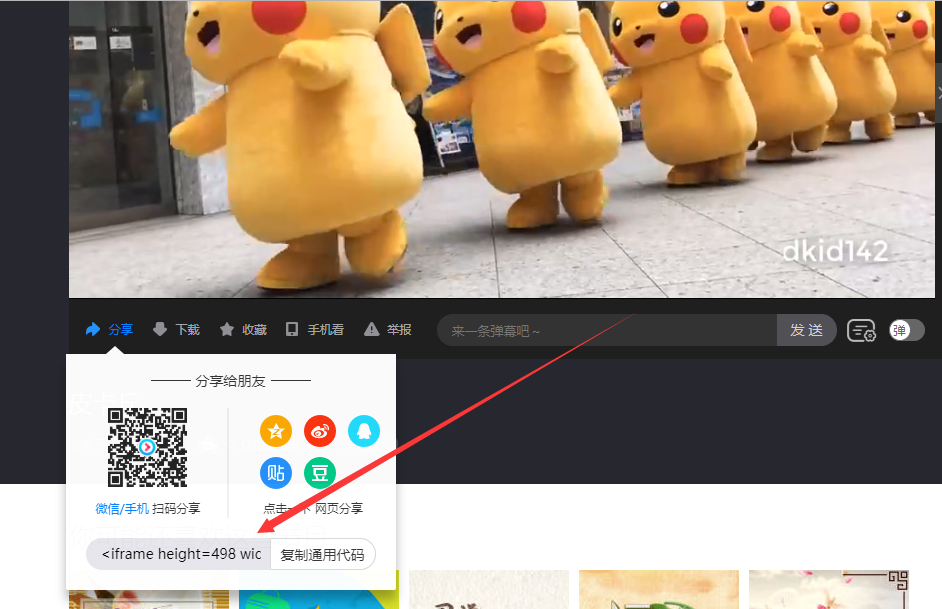 dkid142
分享 下载 收藏 手机看 举报 来一条弹幕吧~ 发送 弹
分享给朋友
贴 豆
微信/手机 扫码分享 点击一下 网页分享
<iframe height=498 wic 复制通用代码